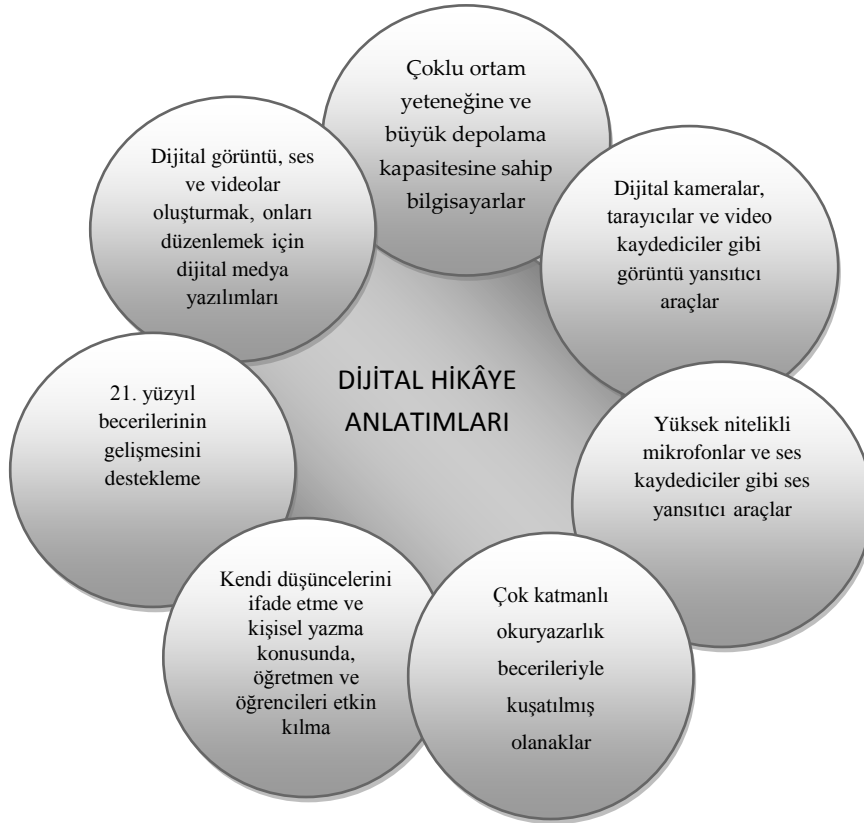 Çoklu ortam
yeteneğine ve
büyük depolama
kapasitesine sahip
bilgisayarlar
Dijital kameralar,
tarayıcılar ve video
kaydediciler gibi
görüntü yansıtıcı
araçlar
Yüksek nitelikli
mikrofonlar ve ses
kaydediciler gibi ses
yansıtıcı araçlar
Çok katmanlı
okuryazarlık
becerileriyle
kuşatılmış
olanaklar
Kendi düşüncelerini
ifade etme ve
kişisel yazma
konusunda,
öğretmen ve
öğrencileri etkin
kılma
21. yüzyıl
becerilerinin
gelişmesini
destekleme
Dijital görüntü, ses
ve videolar
oluşturmak, onları
düzenlemek için
dijital medya
yazılımları
DİJİTAL HİKÂYE
ANLATIMLARI